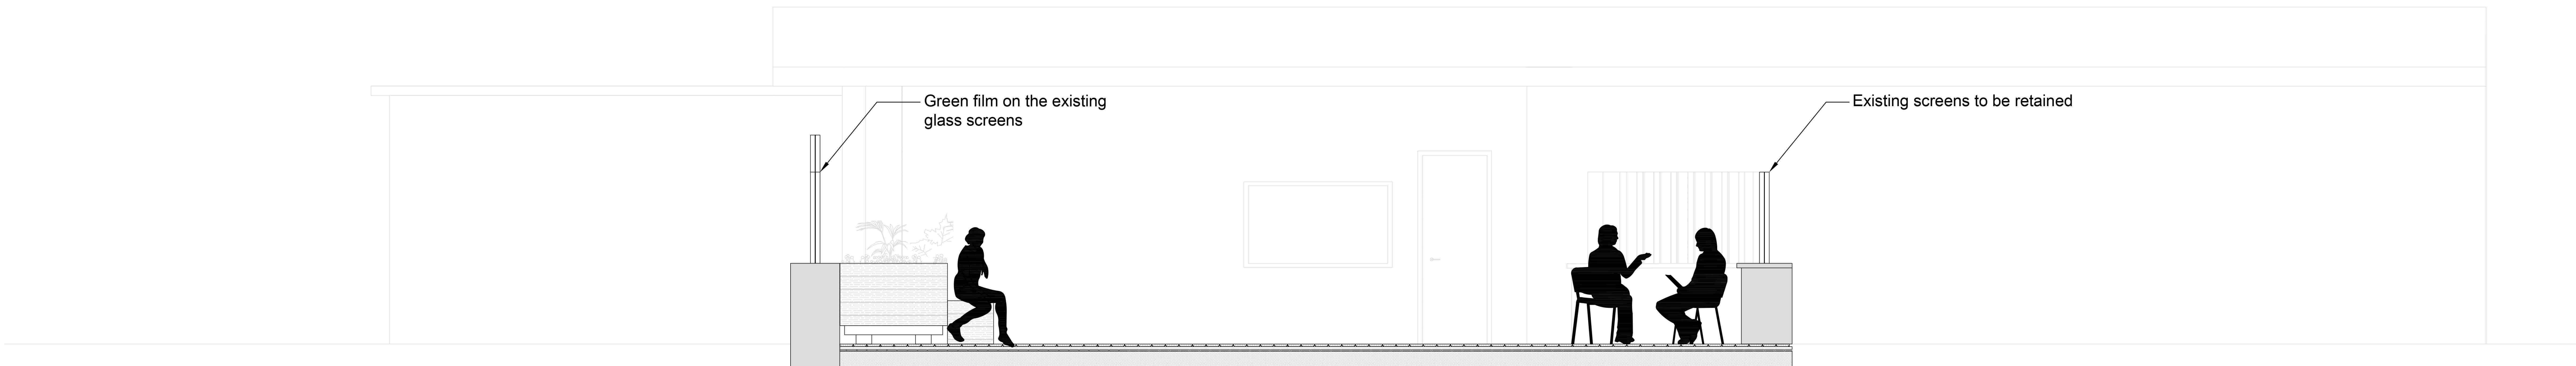 Green film on the existing
glass screens
Existing screens to be retained